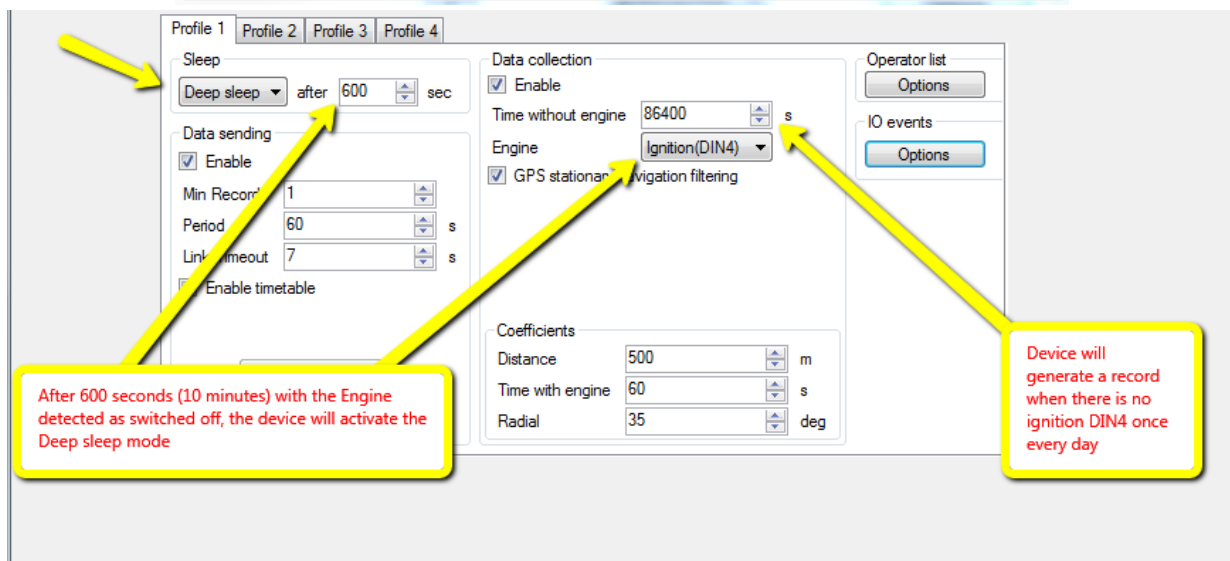 Profile 1 Profile 2 Profile 3 Profile 4
Sleep
Deep sleep after 600 sec
Data sending
Enable
Min Record 1
Period 60 s
Link timeout 7 s
Enable timetable
Data collection
Enable
Time without engine 86400 s
Engine Ignition(DIN4)
GPS stationary navigation filtering
Coefficients
Distance 500 m
Time with engine 60 s
Radial 35 deg
Operator list
Options
IO events
Options
After 600 seconds (10 minutes) with the Engine
detected as switched off, the device will activate the
Deep sleep mode
Device will
generate a record
when there is no
ignition DIN4 once
every day